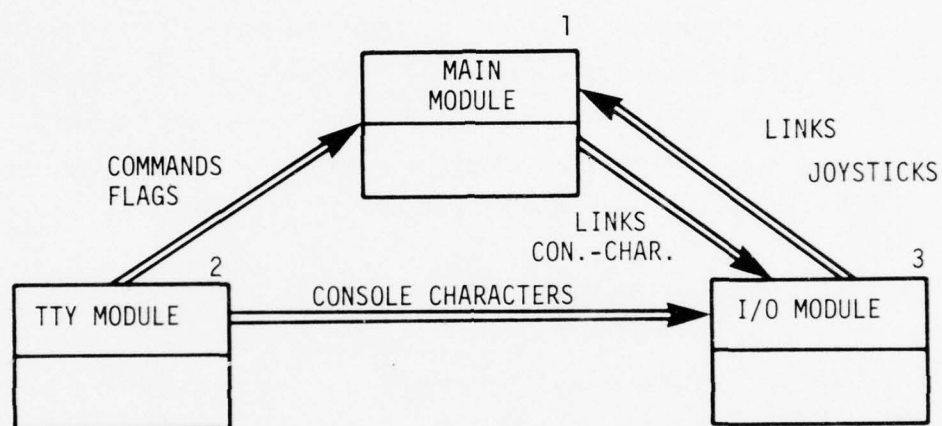 1
MAIN
MODULE
COMMANDS
FLAGS
LINKS
JOYSTICKS
LINKS
CON.-CHAR.
2
TTY MODULE
CONSOLE CHARACTERS
3
I/O MODULE